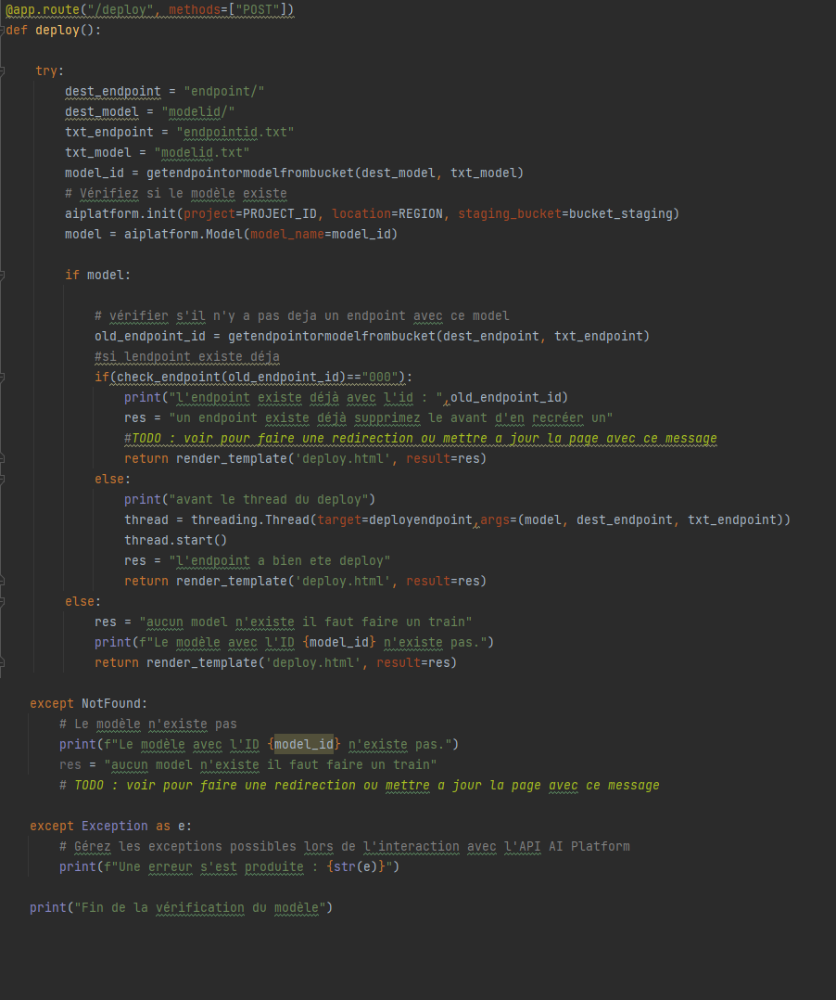 @app.route("/deploy", methods=["POST"])
def deploy():
try:
dest_endpoint = "endpoint/"
dest_model = "modelid/"
txt_endpoint = "endpointid.txt"
txt_model = "modelid.txt"
model_id = getendpointormodelfrombucket(dest_model, txt_model)
# Vérifiez si le modèle existe
aiplatform.init(project=PROJECT_ID, location=REGION, staging_bucket=bucket_staging)
model = aiplatform.Model(model_name=model_id)
if model:
# vérifier s'il n'y a pas deja un endpoint avec ce model
old_endpoint_id = getendpointormodelfrombucket(dest_endpoint, txt_endpoint)
#si lendpoint existe déja
if(check_endpoint(old_endpoint_id)=="000"):
print("l'endpoint existe déjà avec l'id : ",old_endpoint_id)
res = "un endpoint existe déjà supprimez le avant d'en recréer un"
#TODO : voir pour faire une redirection ou mettre a jour la page avec ce message
return render_template('deploy.html', result=res)
else:
print("avant le thread du deploy")
thread = threading.Thread(target=deployendpoint,args=(model, dest_endpoint, txt_endpoint))
thread.start()
res = "l'endpoint a bien ete deploy"
return render_template('deploy.html', result=res)
else:
res = "aucun model n'existe il faut faire un train"
print(f"Le modèle avec l'ID {model_id} n'existe pas.")
return render_template('deploy.html', result=res)
except NotFound:
# Le modèle n'existe pas
print(f"Le modèle avec l'ID {model_id} n'existe pas.")
res = "aucun model n'existe il faut faire un train"
# TODO : voir pour faire une redirection ou mettre a jour la page avec ce message
except Exception as e:
# Gérez les exceptions possibles lors de l'interaction avec l'API AI Platform
print(f"Une erreur s'est produite : {str(e)}")
print("Fin de la vérification du modèle")